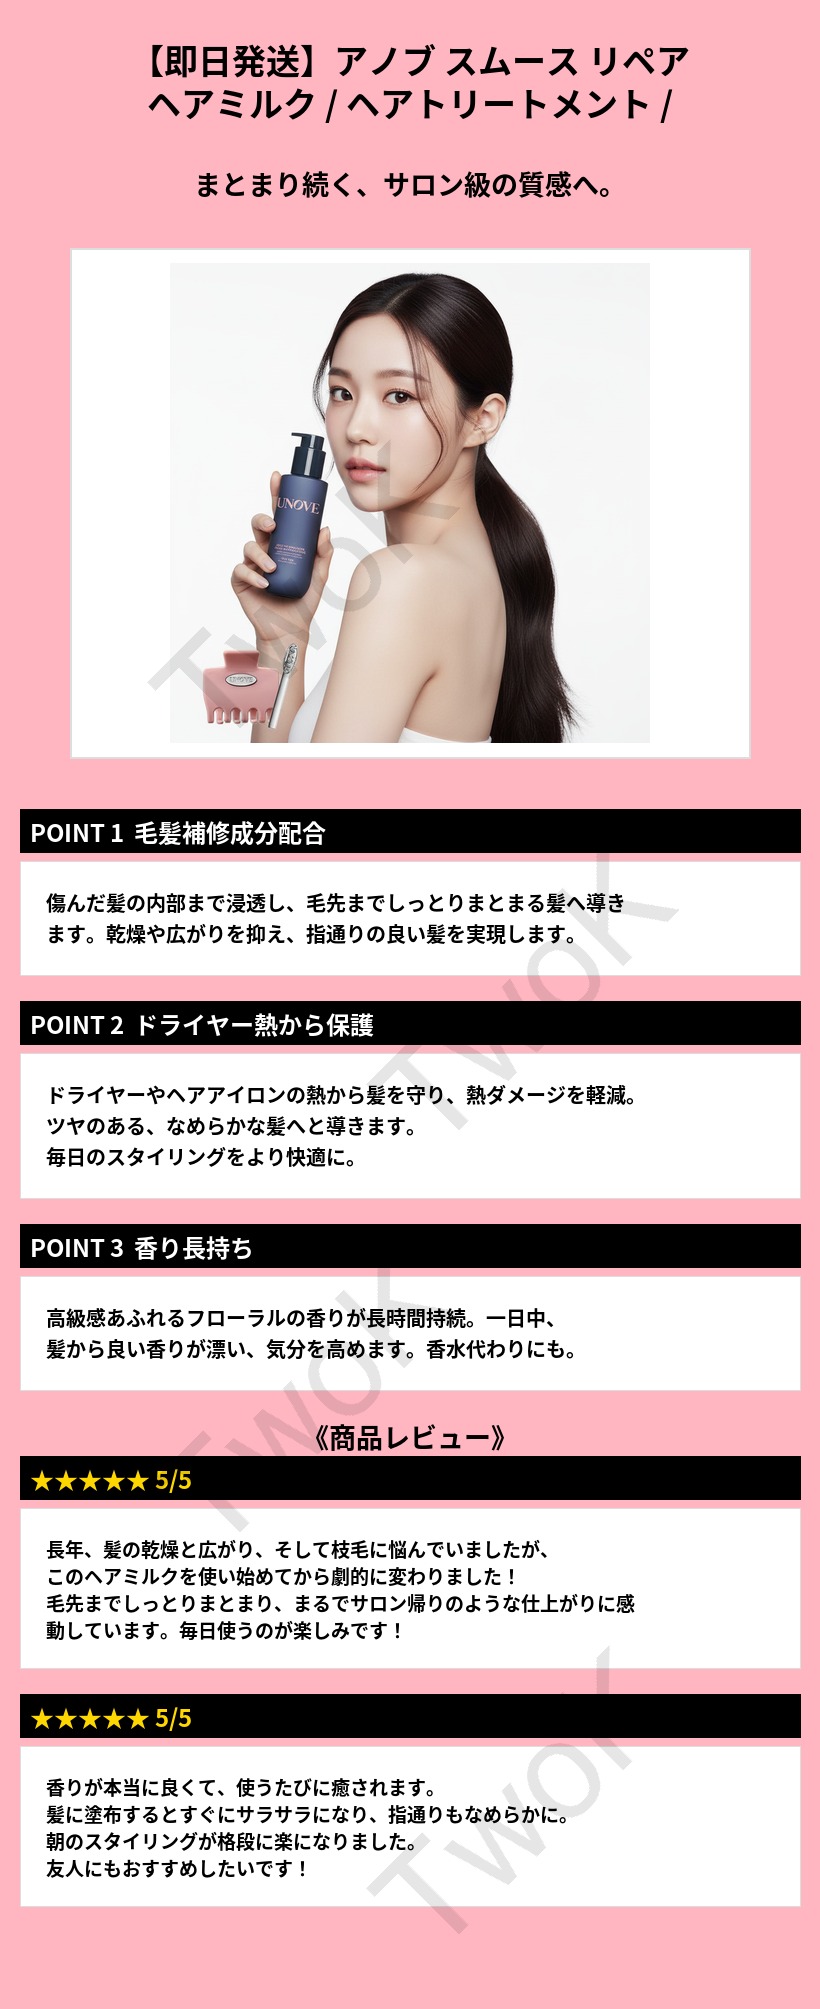 【即日発送】アノブ スムース リペア
ヘアミルク / ヘアトリートメント /
まとまり続く、サロン級の質感へ。
UNOVE
TwoK
POINT 1 毛髪補修成分配合
傷んだ髪の内部まで浸透し、毛先までしっとりまとまる髪へ導き
ます。乾燥や広がりを抑え、指通りの良い髪を実現します。
TwoK
POINT 2 ドライヤー熱から保護
ドライヤーやヘアアイロンの熱から髪を守り、熱ダメージを軽減。
ツヤのある、なめらかな髪へと導きます。
毎日のスタイリングをより快適に。
POINT 3 香り長持ち
高級感あふれるフローラルの香りが長時間持続。一日中、
髪から良い香りが漂い、気分を高めます。香水代わりにも。
TwoK
《商品レビュー》
★★★★★ 5/5
長年、髪の乾燥と広がり、そして枝毛に悩んでいましたが、
このヘアミルクを使い始めてから劇的に変わりました！
毛先までしっとりまとまり、まるでサロン帰りのような仕上がりに感
動しています。毎日使うのが楽しみです！
★★★★★ 5/5
香りが本当に良くて、使うたびに癒されます。
髪に塗布するとすぐにサラサラになり、指通りもなめらかに。
朝のスタイリングが格段に楽になりました。
友人にもおすすめしたいです！
TwoK